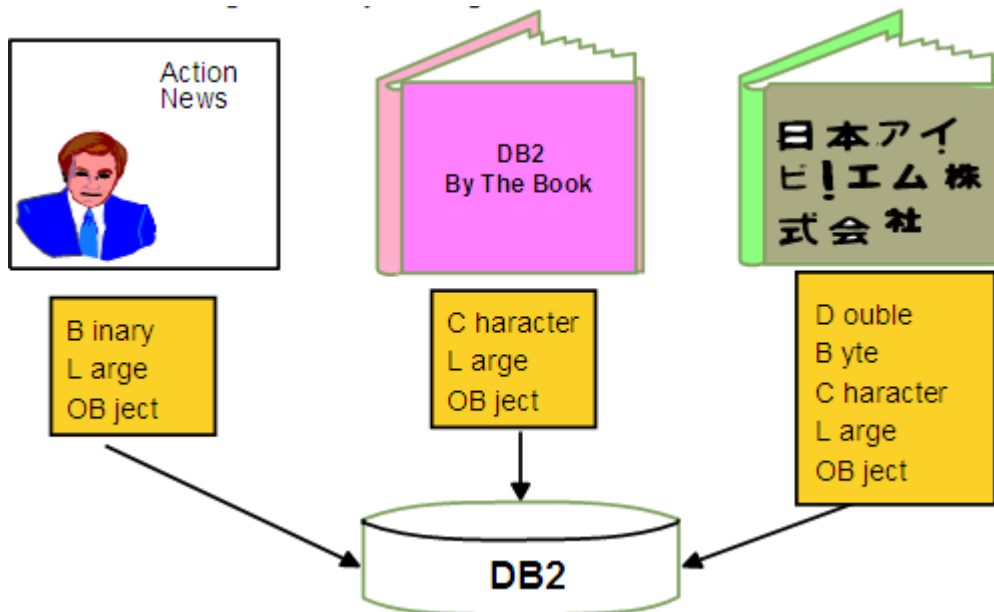 Action
News
DB2
By The Book
日本アイ
ビ！エム株
式会社
B inary
L arge
OB ject
C haracter
L arge
OB ject
D ouble
B yte
C haracter
L arge
OB ject
DB2